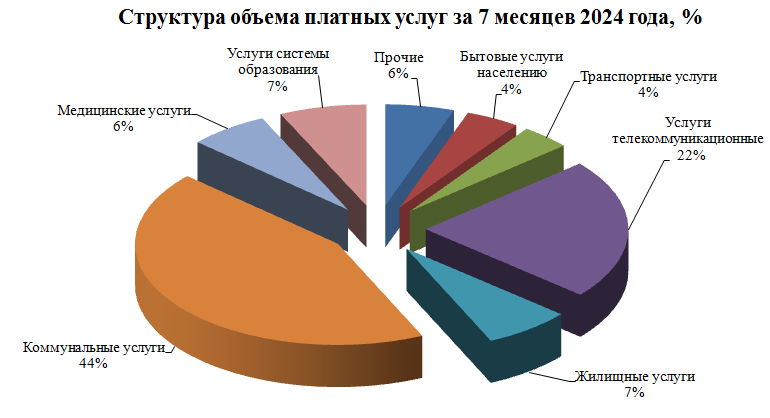 Структура объема платных услуг за 7 месяцев 2024 года, %
Услуги системы
образования
7%
Прочие
6%
Бытовые услуги
населению
4%
Транспортные услуги
4%
Медицинские услуги
6%
Услуги
телекоммуникационные
22%
Коммунальные услуги
44%
Жилищные услуги
7%